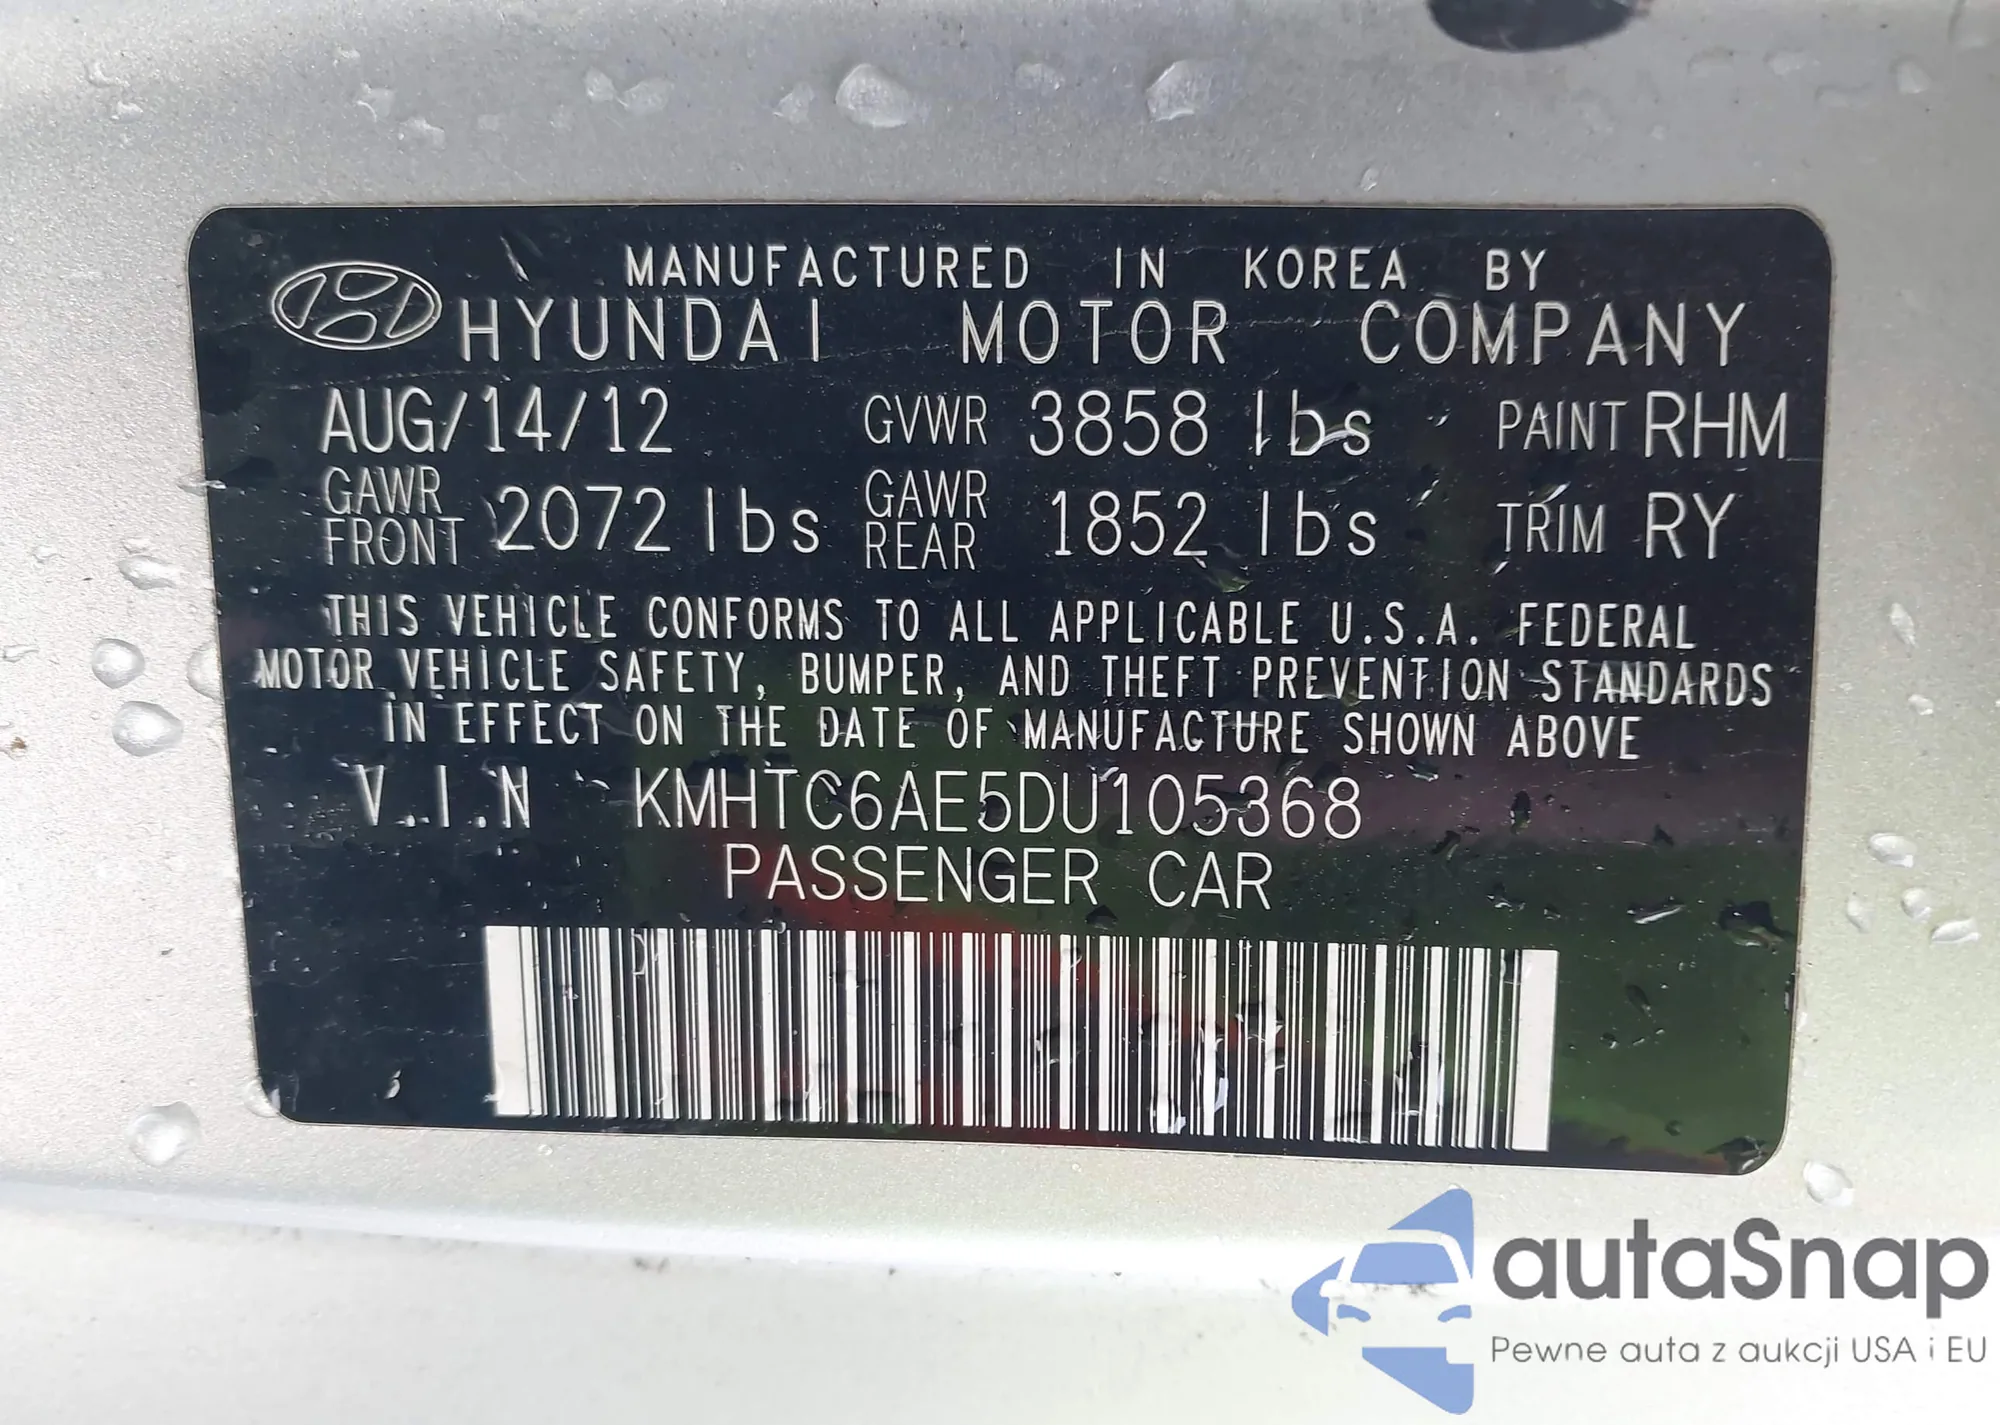 MANUFACTURED IN KOREA BY
HYUNDAI MOTOR COMPANY
AUG/14/12 GVWR 3858 lbs PAINT RHM
GAWR FRONT 2072 lbs GAWR REAR 1852 lbs TRIM RY
THIS VEHICLE CONFORMS TO ALL APPLICABLE U.S.A. FEDERAL
MOTOR VEHICLE SAFETY, BUMPER, AND THEFT PREVENTION STANDARDS
IN EFFECT ON THE DATE OF MANUFACTURE SHOWN ABOVE
V.I.N KMHTC6AE5DU105368
PASSENGER CAR
autaSnap
Pewne auta z aukcji USA i EU